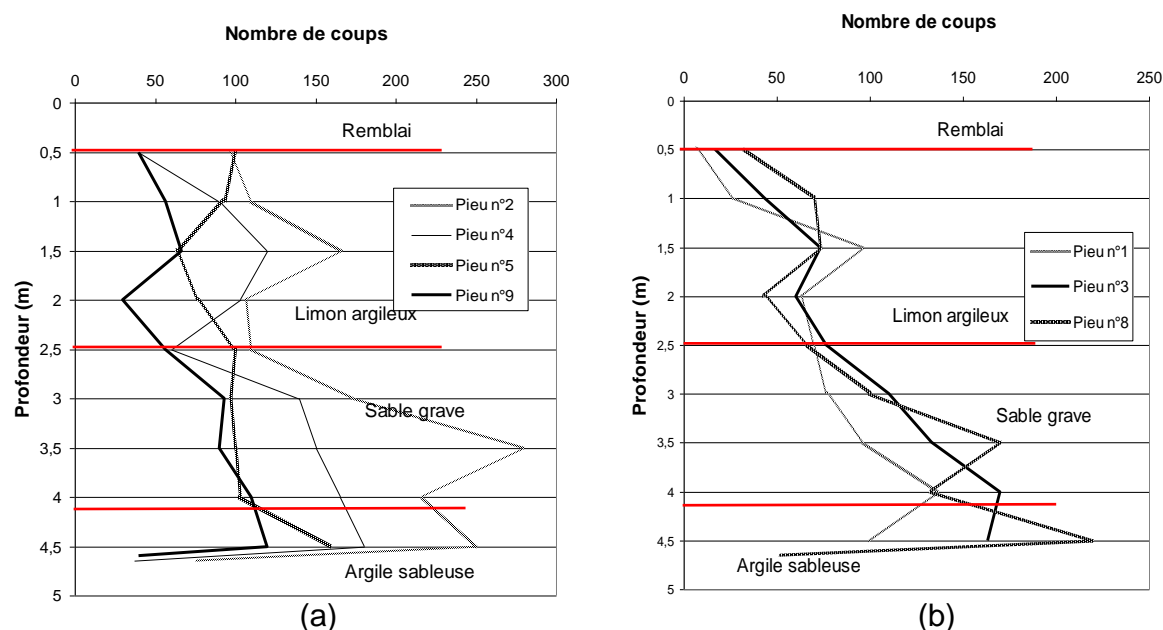 Nombre de coups
0 50 100 150 200 250 300
0
0,5
1
1,5
2
2,5
3
3,5
4
4,5
5
Profondeur (m)
Remblai
Pieu n°2
Pieu n°4
Pieu n°5
Pieu n°9
Limon argileux
Sable grave
Argile sableuse
(a)
Nombre de coups
0 50 100 150 200 250
0
0,5
1
1,5
2
2,5
3
3,5
4
4,5
5
Profondeur (m)
Remblai
Pieu n°1
Pieu n°3
Pieu n°8
Limon argileux
Sable grave
Argile sableuse
(b)